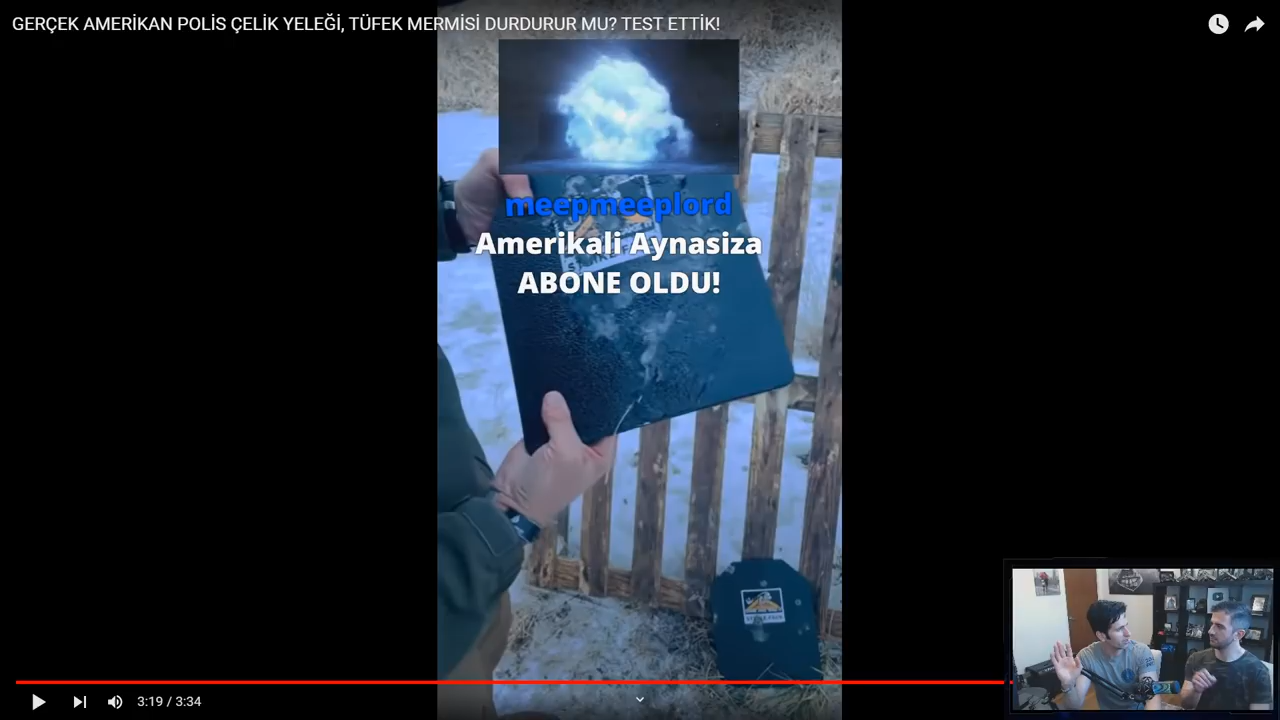 GERÇEK AMERİKAN POLİS ÇELİK YELEĞİ, TÜFEK MERMİSİ DURDURUR MU? TEST ETTİK!
meepmeeplord
Amerikali Aynasiza
ABONE OLDU!
3:19 / 3:34